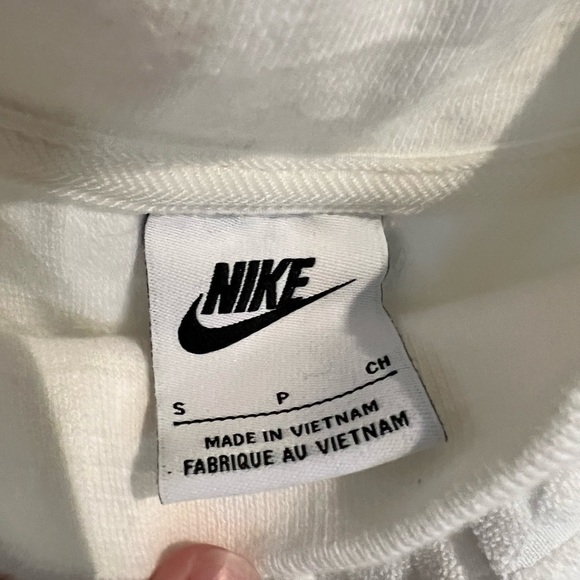 NIKE
S P CH
MADE IN VIETNAM
FABRIQUE AU VIETNAM